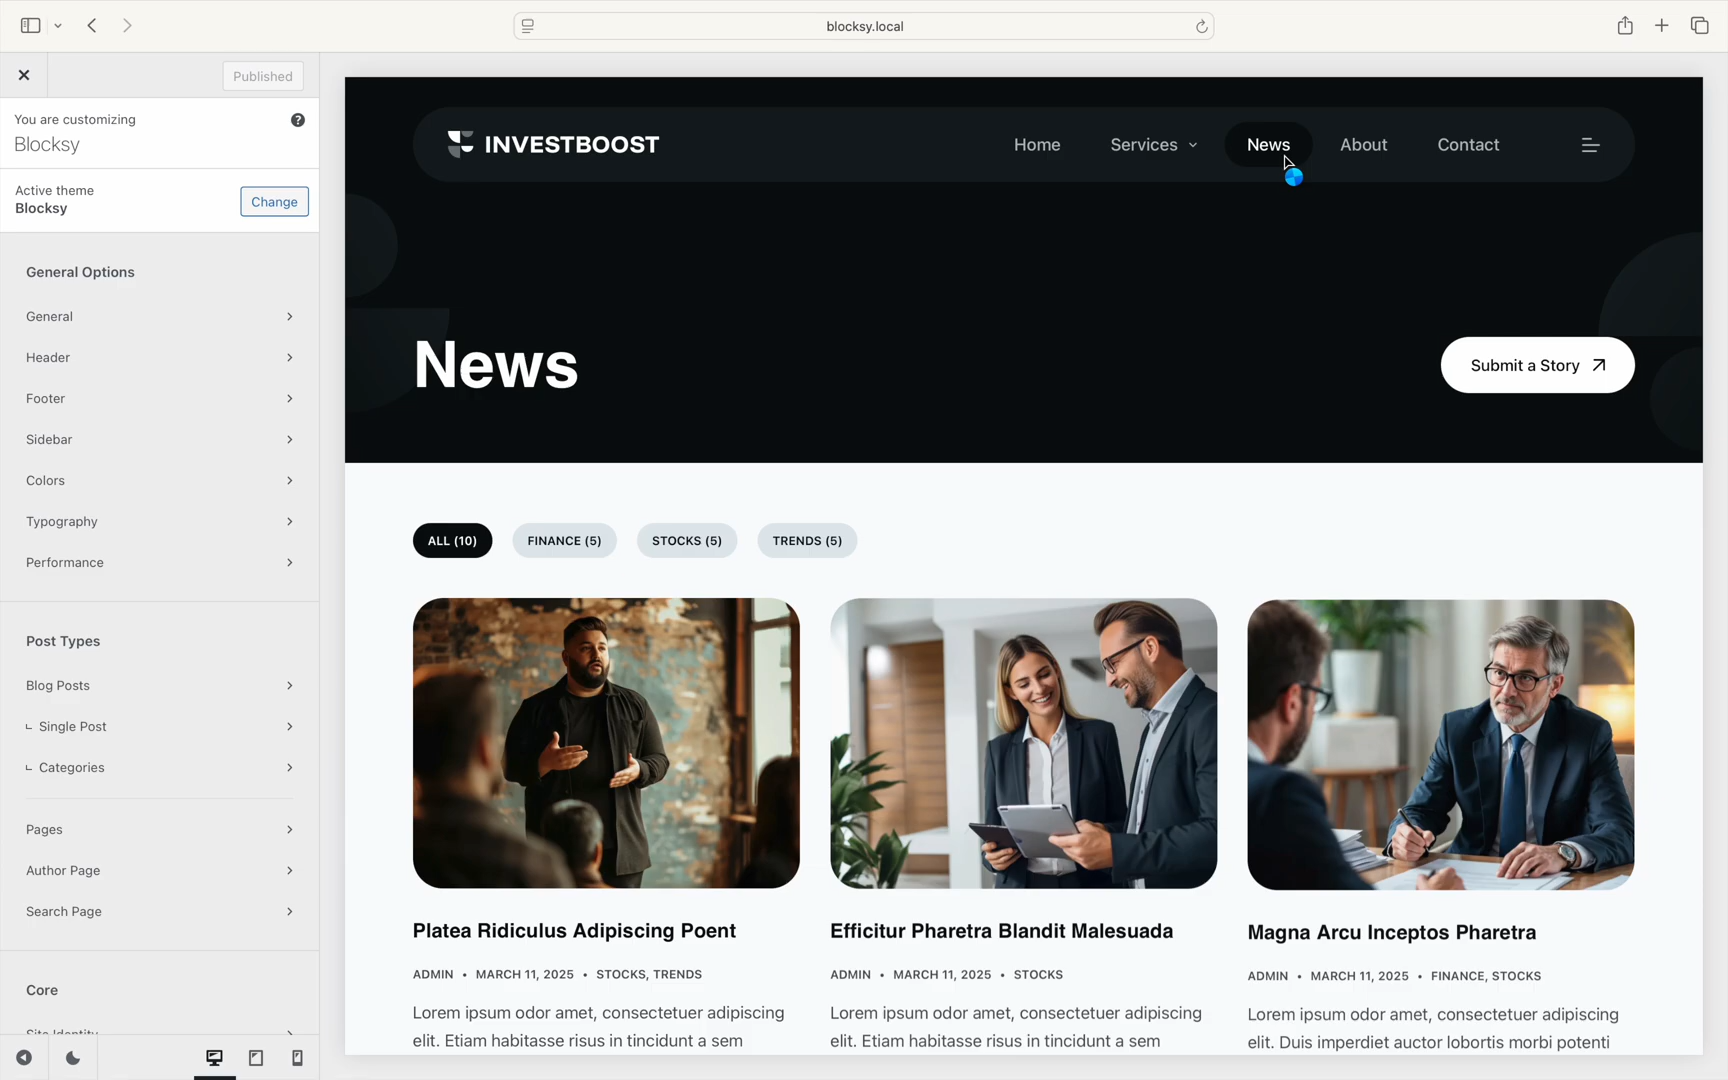 blocksy.local
Published
You are customizing
Blocksy
Active theme
Blocksy
Change
General Options
General
Header
Footer
Sidebar
Colors
Typography
Performance
Post Types
Blog Posts
Single Post
Categories
Pages
Author Page
Search Page
Core
Site Identity
INVESTBOOST
Home
Services
News
About
Contact
News
Submit a Story
ALL (10)
FINANCE (5)
STOCKS (5)
TRENDS (5)
Platea Ridiculus Adipiscing Poent
ADMIN • MARCH 11, 2025 • STOCKS, TRENDS
Lorem ipsum odor amet, consectetuer adipiscing
elit. Etiam habitasse risus in tincidunt a sem
Efficitur Pharetra Blandit Malesuada
ADMIN • MARCH 11, 2025 • STOCKS
Lorem ipsum odor amet, consectetuer adipiscing
elit. Etiam habitasse risus in tincidunt a sem
Magna Arcu Inceptos Pharetra
ADMIN • MARCH 11, 2025 • FINANCE, STOCKS
Lorem ipsum odor amet, consectetuer adipiscing
elit. Duis imperdiet auctor lobortis morbi potenti